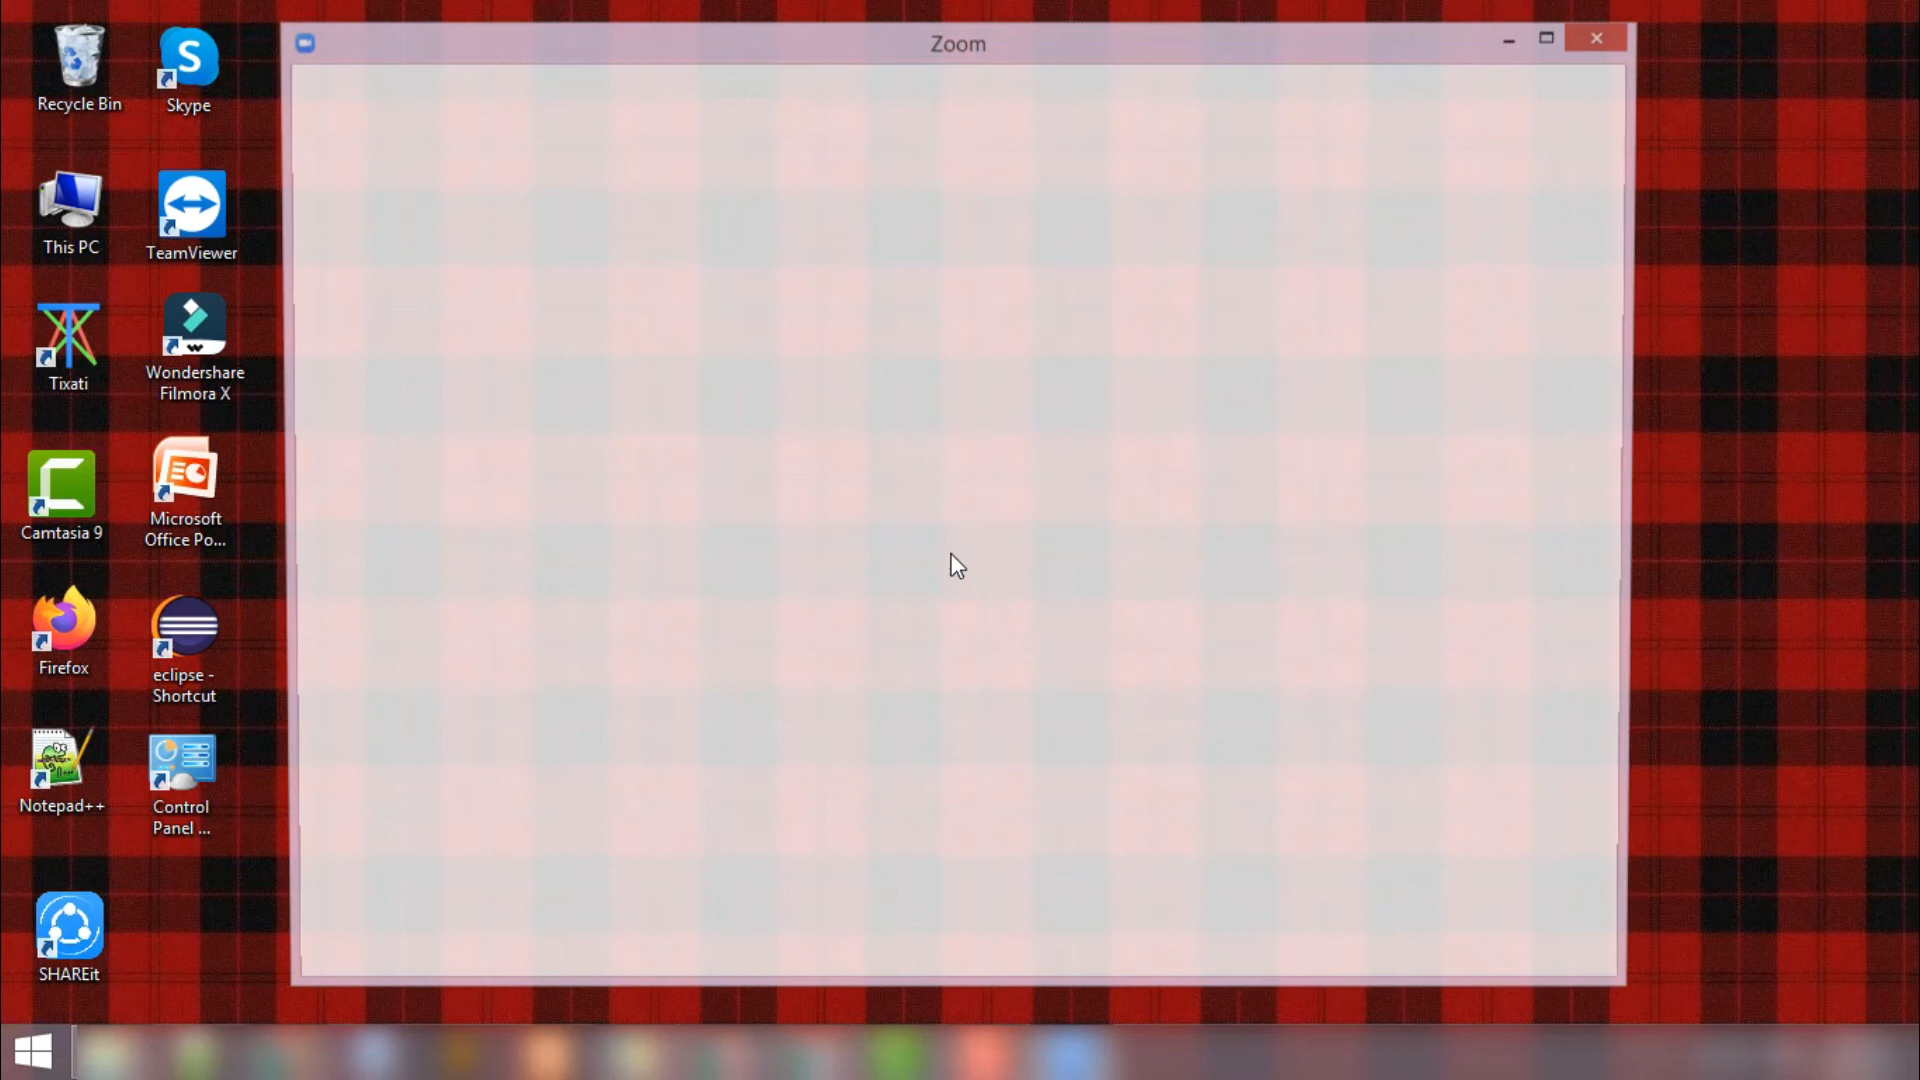 Zoom
Recycle Bin
Skype
This PC
TeamViewer
Tixati
Wondershare
Filmora X
Camtasia 9
Microsoft
Office Po...
Firefox
eclipse -
Shortcut
Notepad++
Control
Panel ...
SHAREit